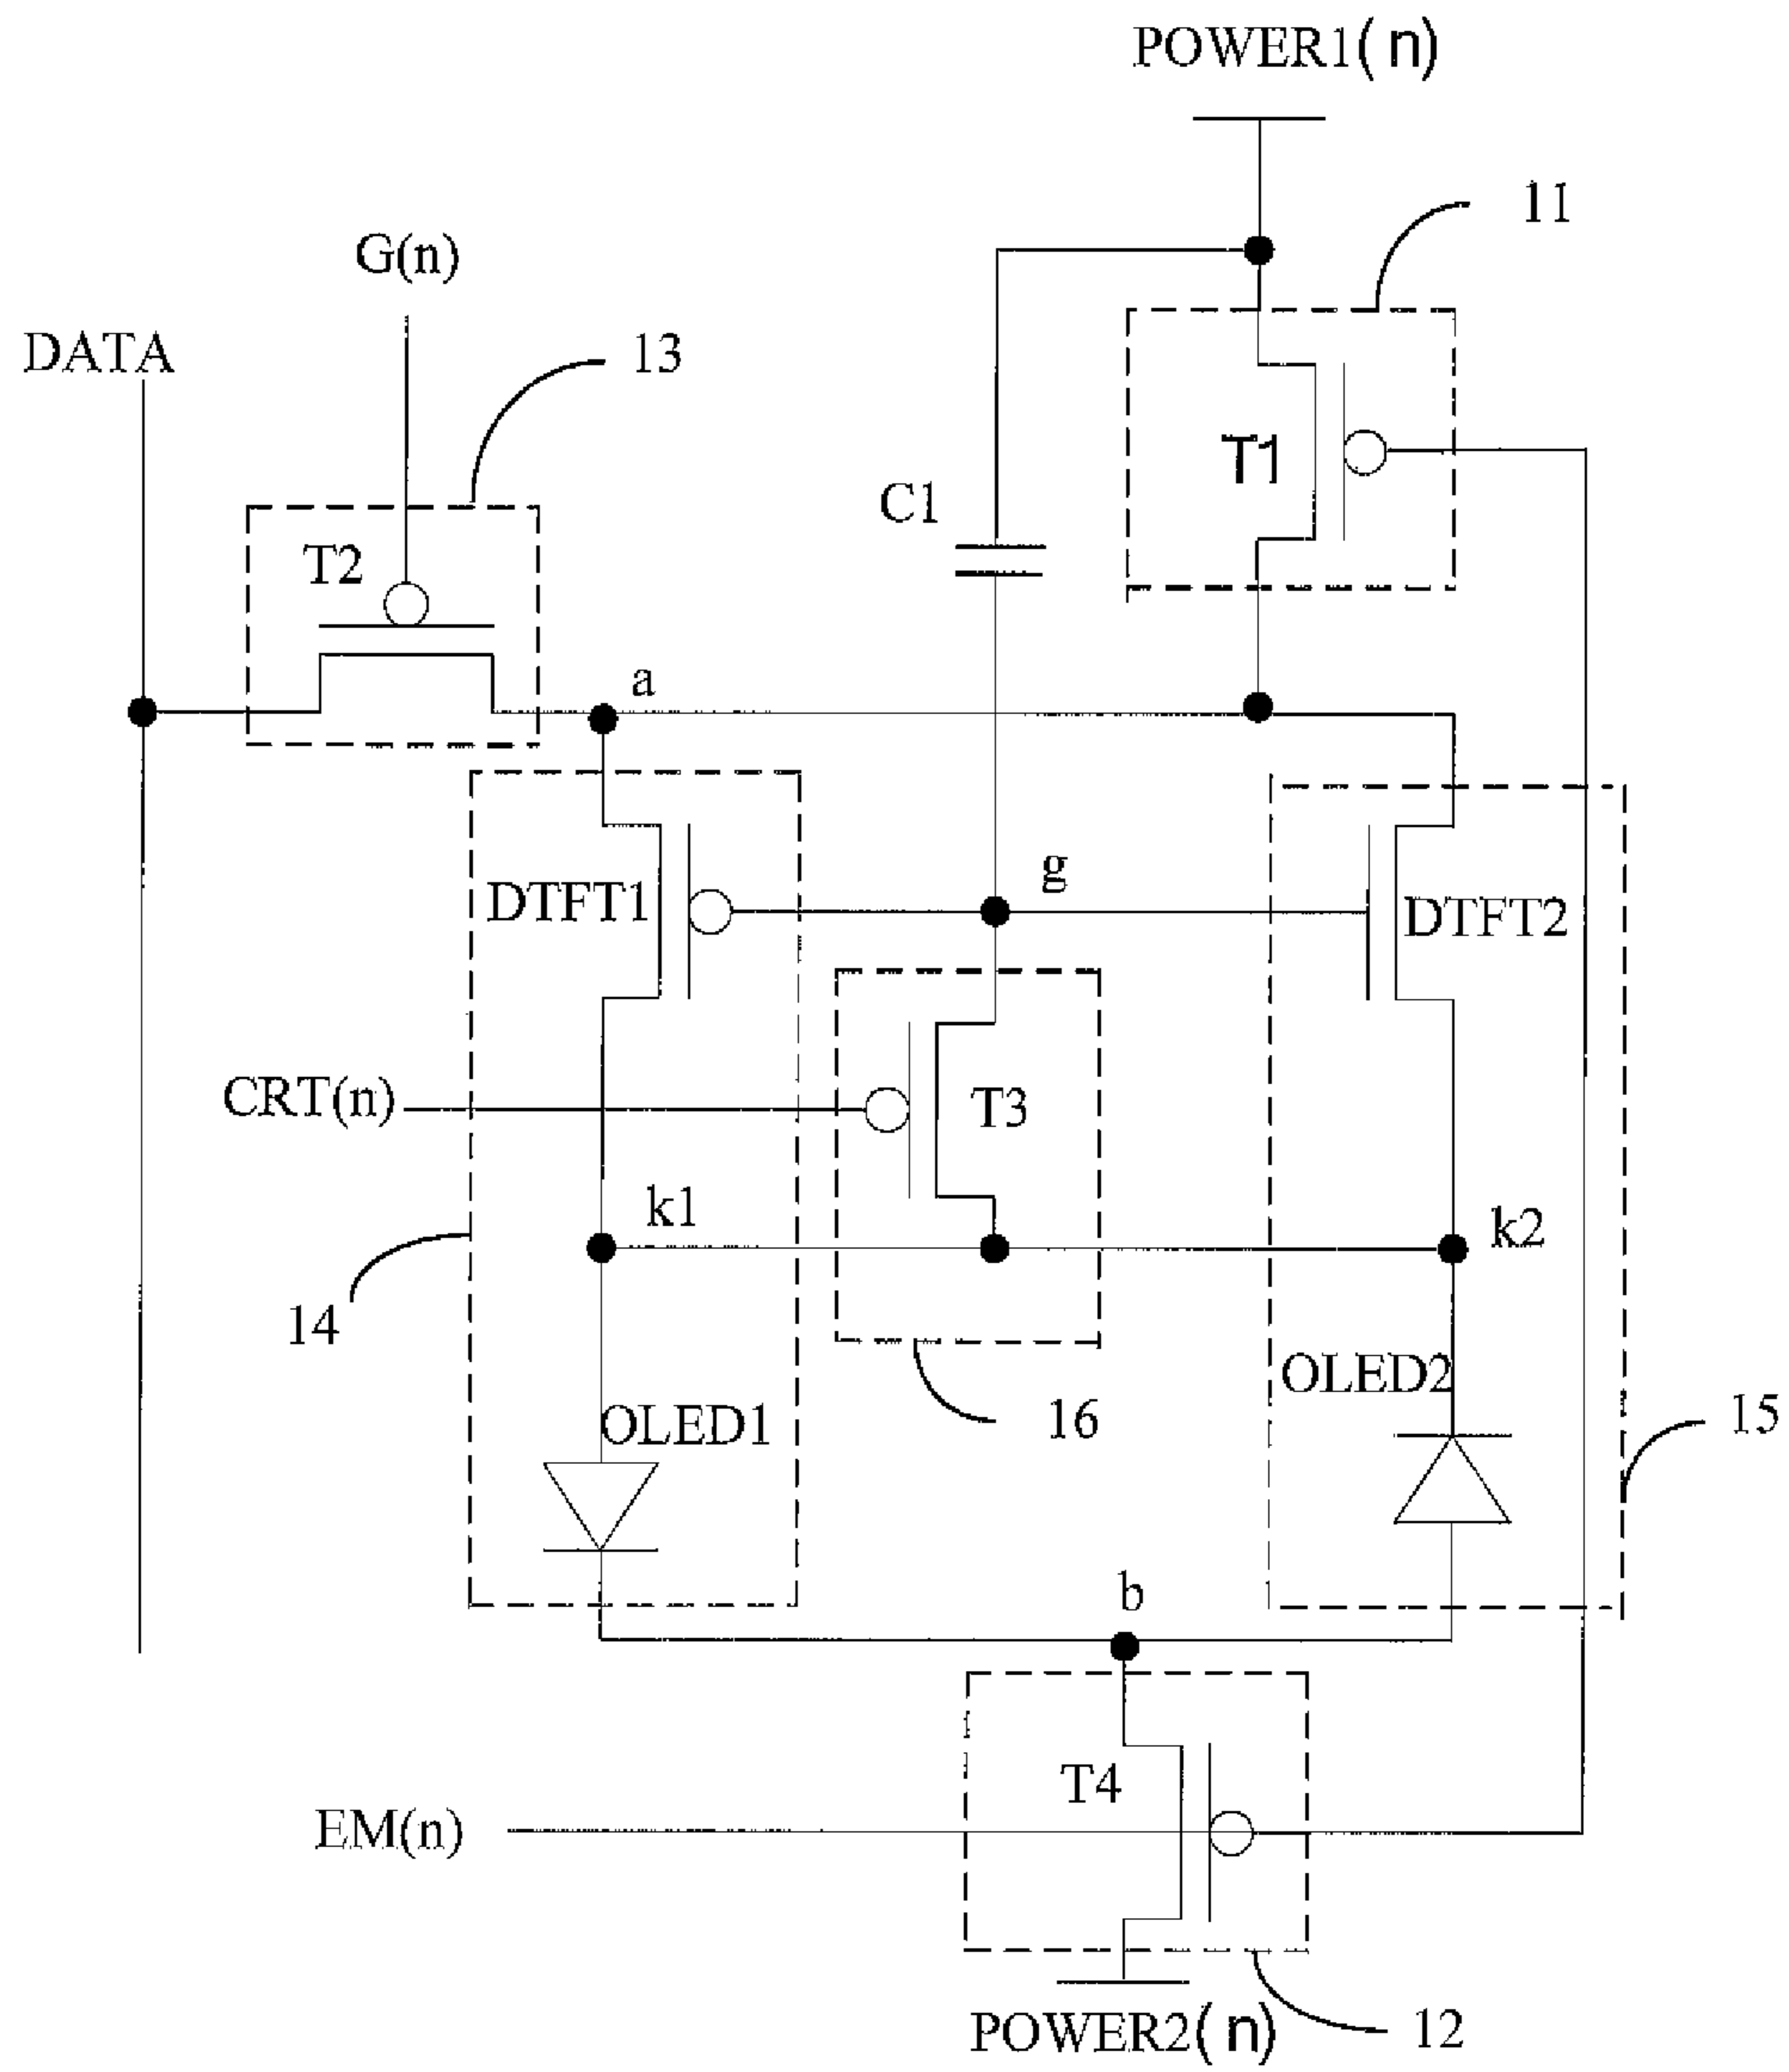 POWER1(n)
11
G(n)
DATA
13
T1
C1
T2
a
g
DTFT1
DTFT2
CRT(n)
T3
k1
k2
14
OLED2
OLED1
16
15
b
T4
EM(n)
POWER2(n)
12